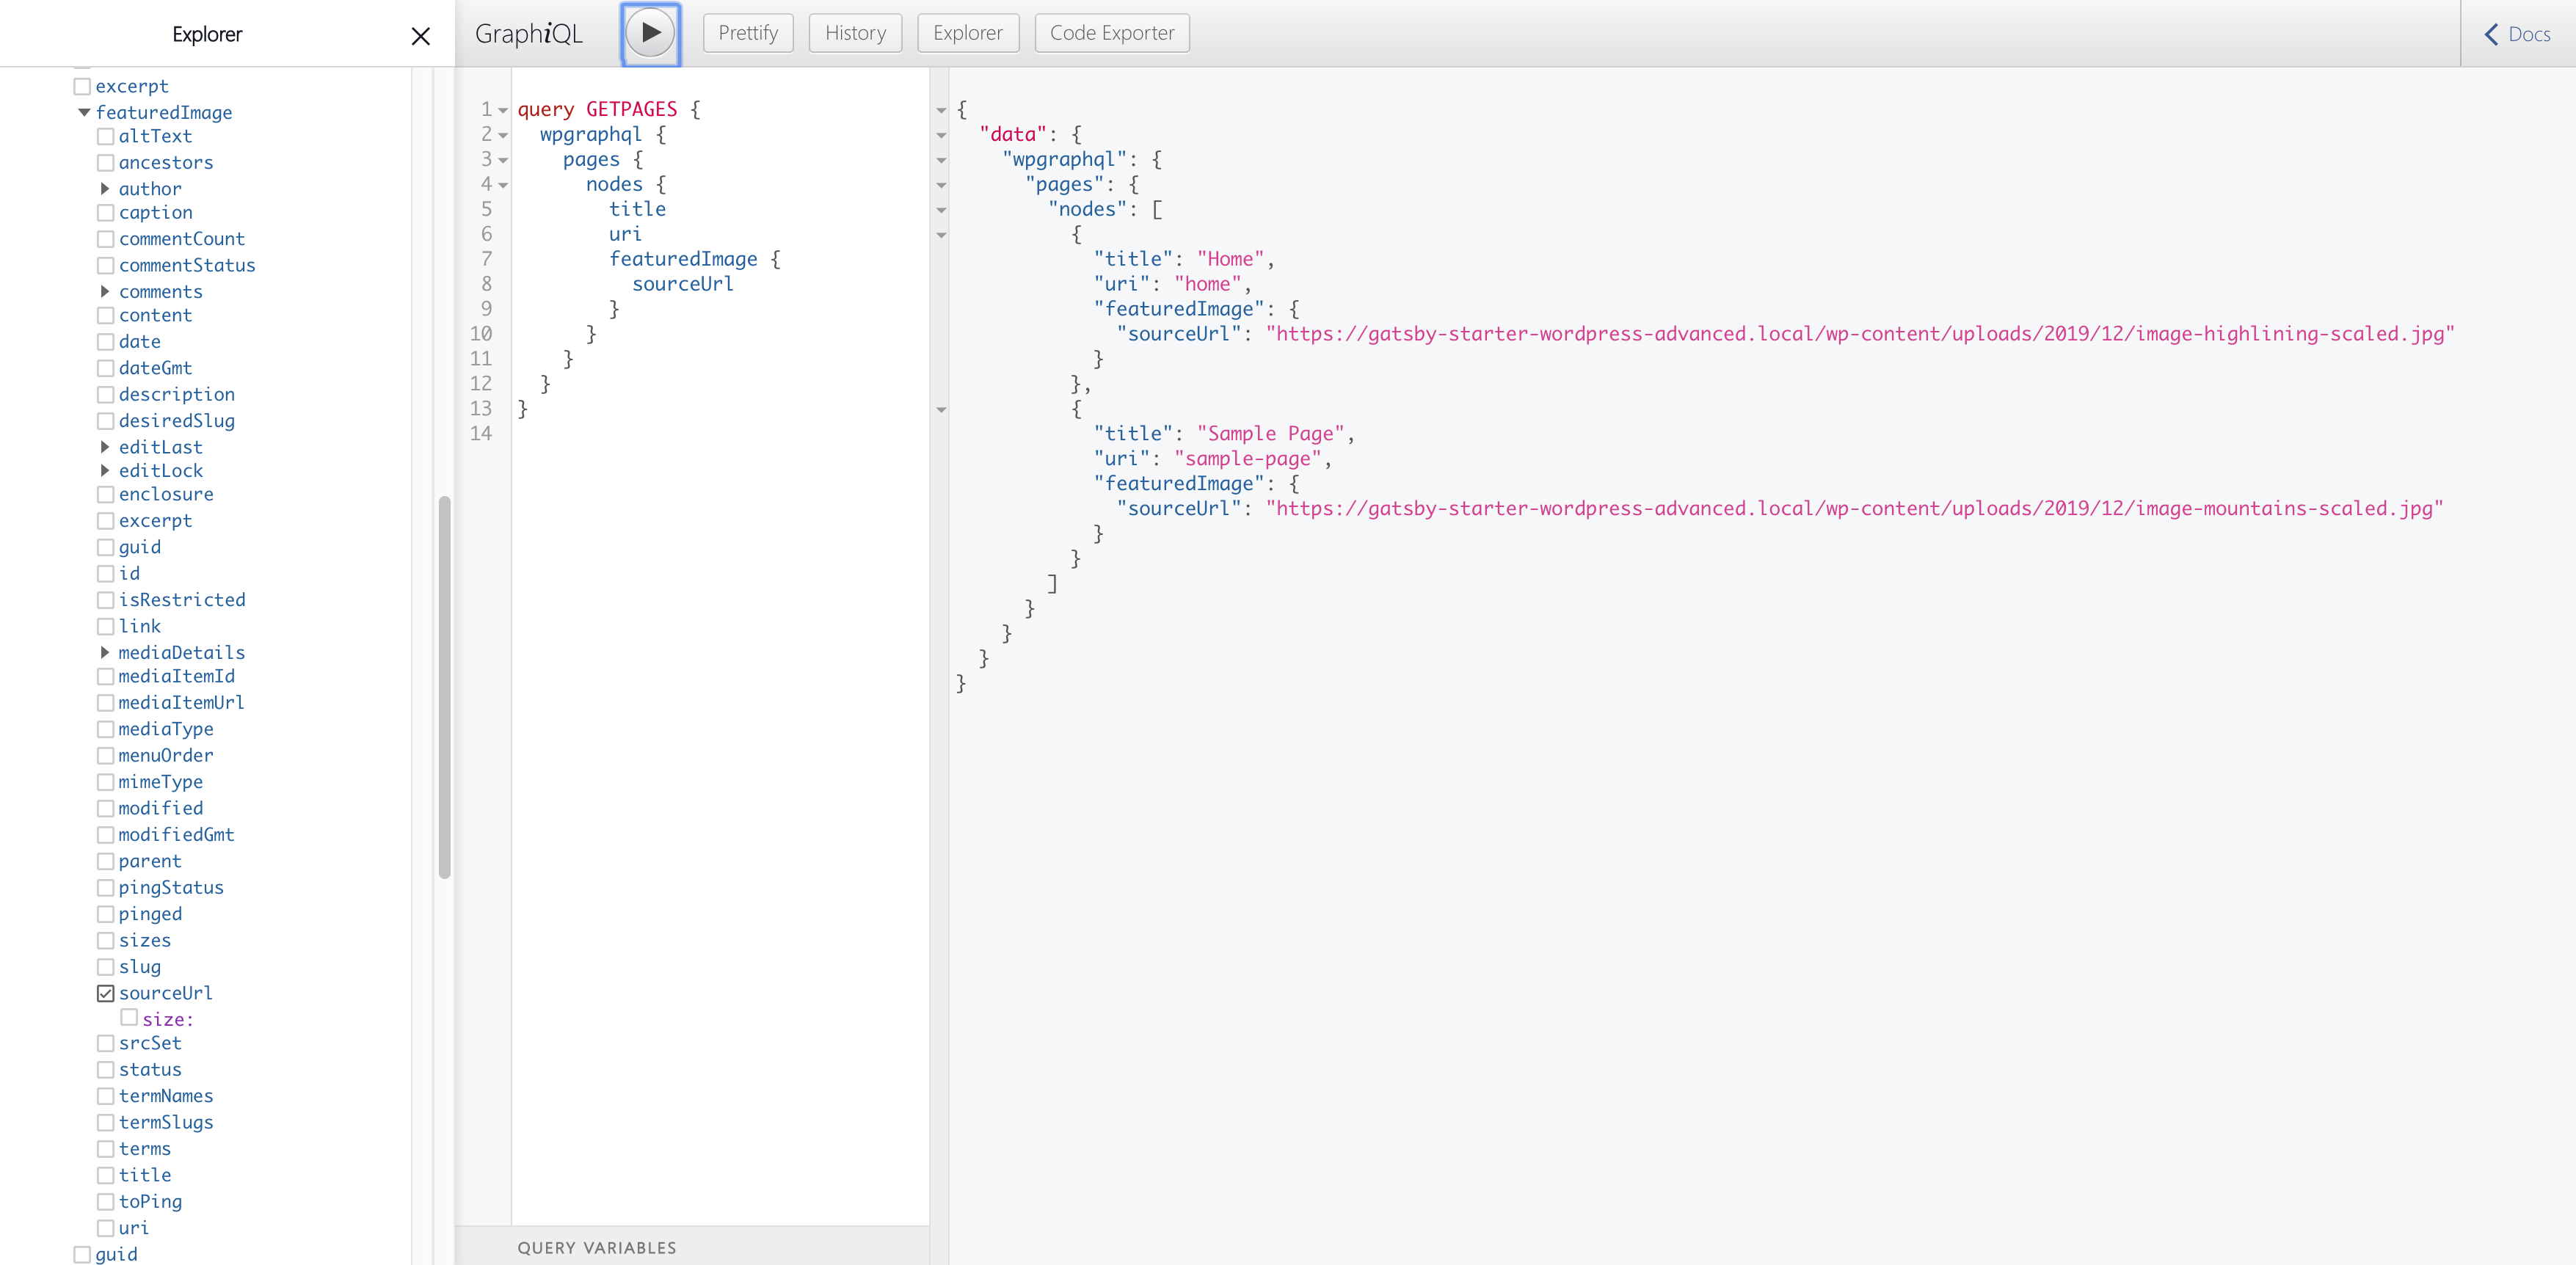 Explorer
excerpt
featuredImage
altText
ancestors
author
caption
commentCount
commentStatus
comments
content
date
dateGmt
description
desiredSlug
editLast
editLock
enclosure
excerpt
guid
id
isRestricted
link
mediaDetails
mediaItemId
mediaItemUrl
mediaType
menuOrder
mimeType
modified
modifiedGmt
parent
pingStatus
pinged
sizes
slug
sourceUrl
size:
srcSet
status
termNames
termSlugs
terms
title
toPing
uri
guid
GraphiQL Prettify History Explorer Code Exporter Docs
1 query GETPAGES {
2 wpgraphql {
3 pages {
4 nodes {
5 title
6 uri
7 featuredImage {
8 sourceUrl
9 }
10 }
11 }
12 }
13 }
14
QUERY VARIABLES
{
"data": {
"wpgraphql": {
"pages": {
"nodes": [
{
"title": "Home",
"uri": "home",
"featuredImage": {
"sourceUrl": "https://gatsby-starter-wordpress-advanced.local/wp-content/uploads/2019/12/image-highlining-scaled.jpg"
}
},
{
"title": "Sample Page",
"uri": "sample-page",
"featuredImage": {
"sourceUrl": "https://gatsby-starter-wordpress-advanced.local/wp-content/uploads/2019/12/image-mountains-scaled.jpg"
}
}
]
}
}
}
}